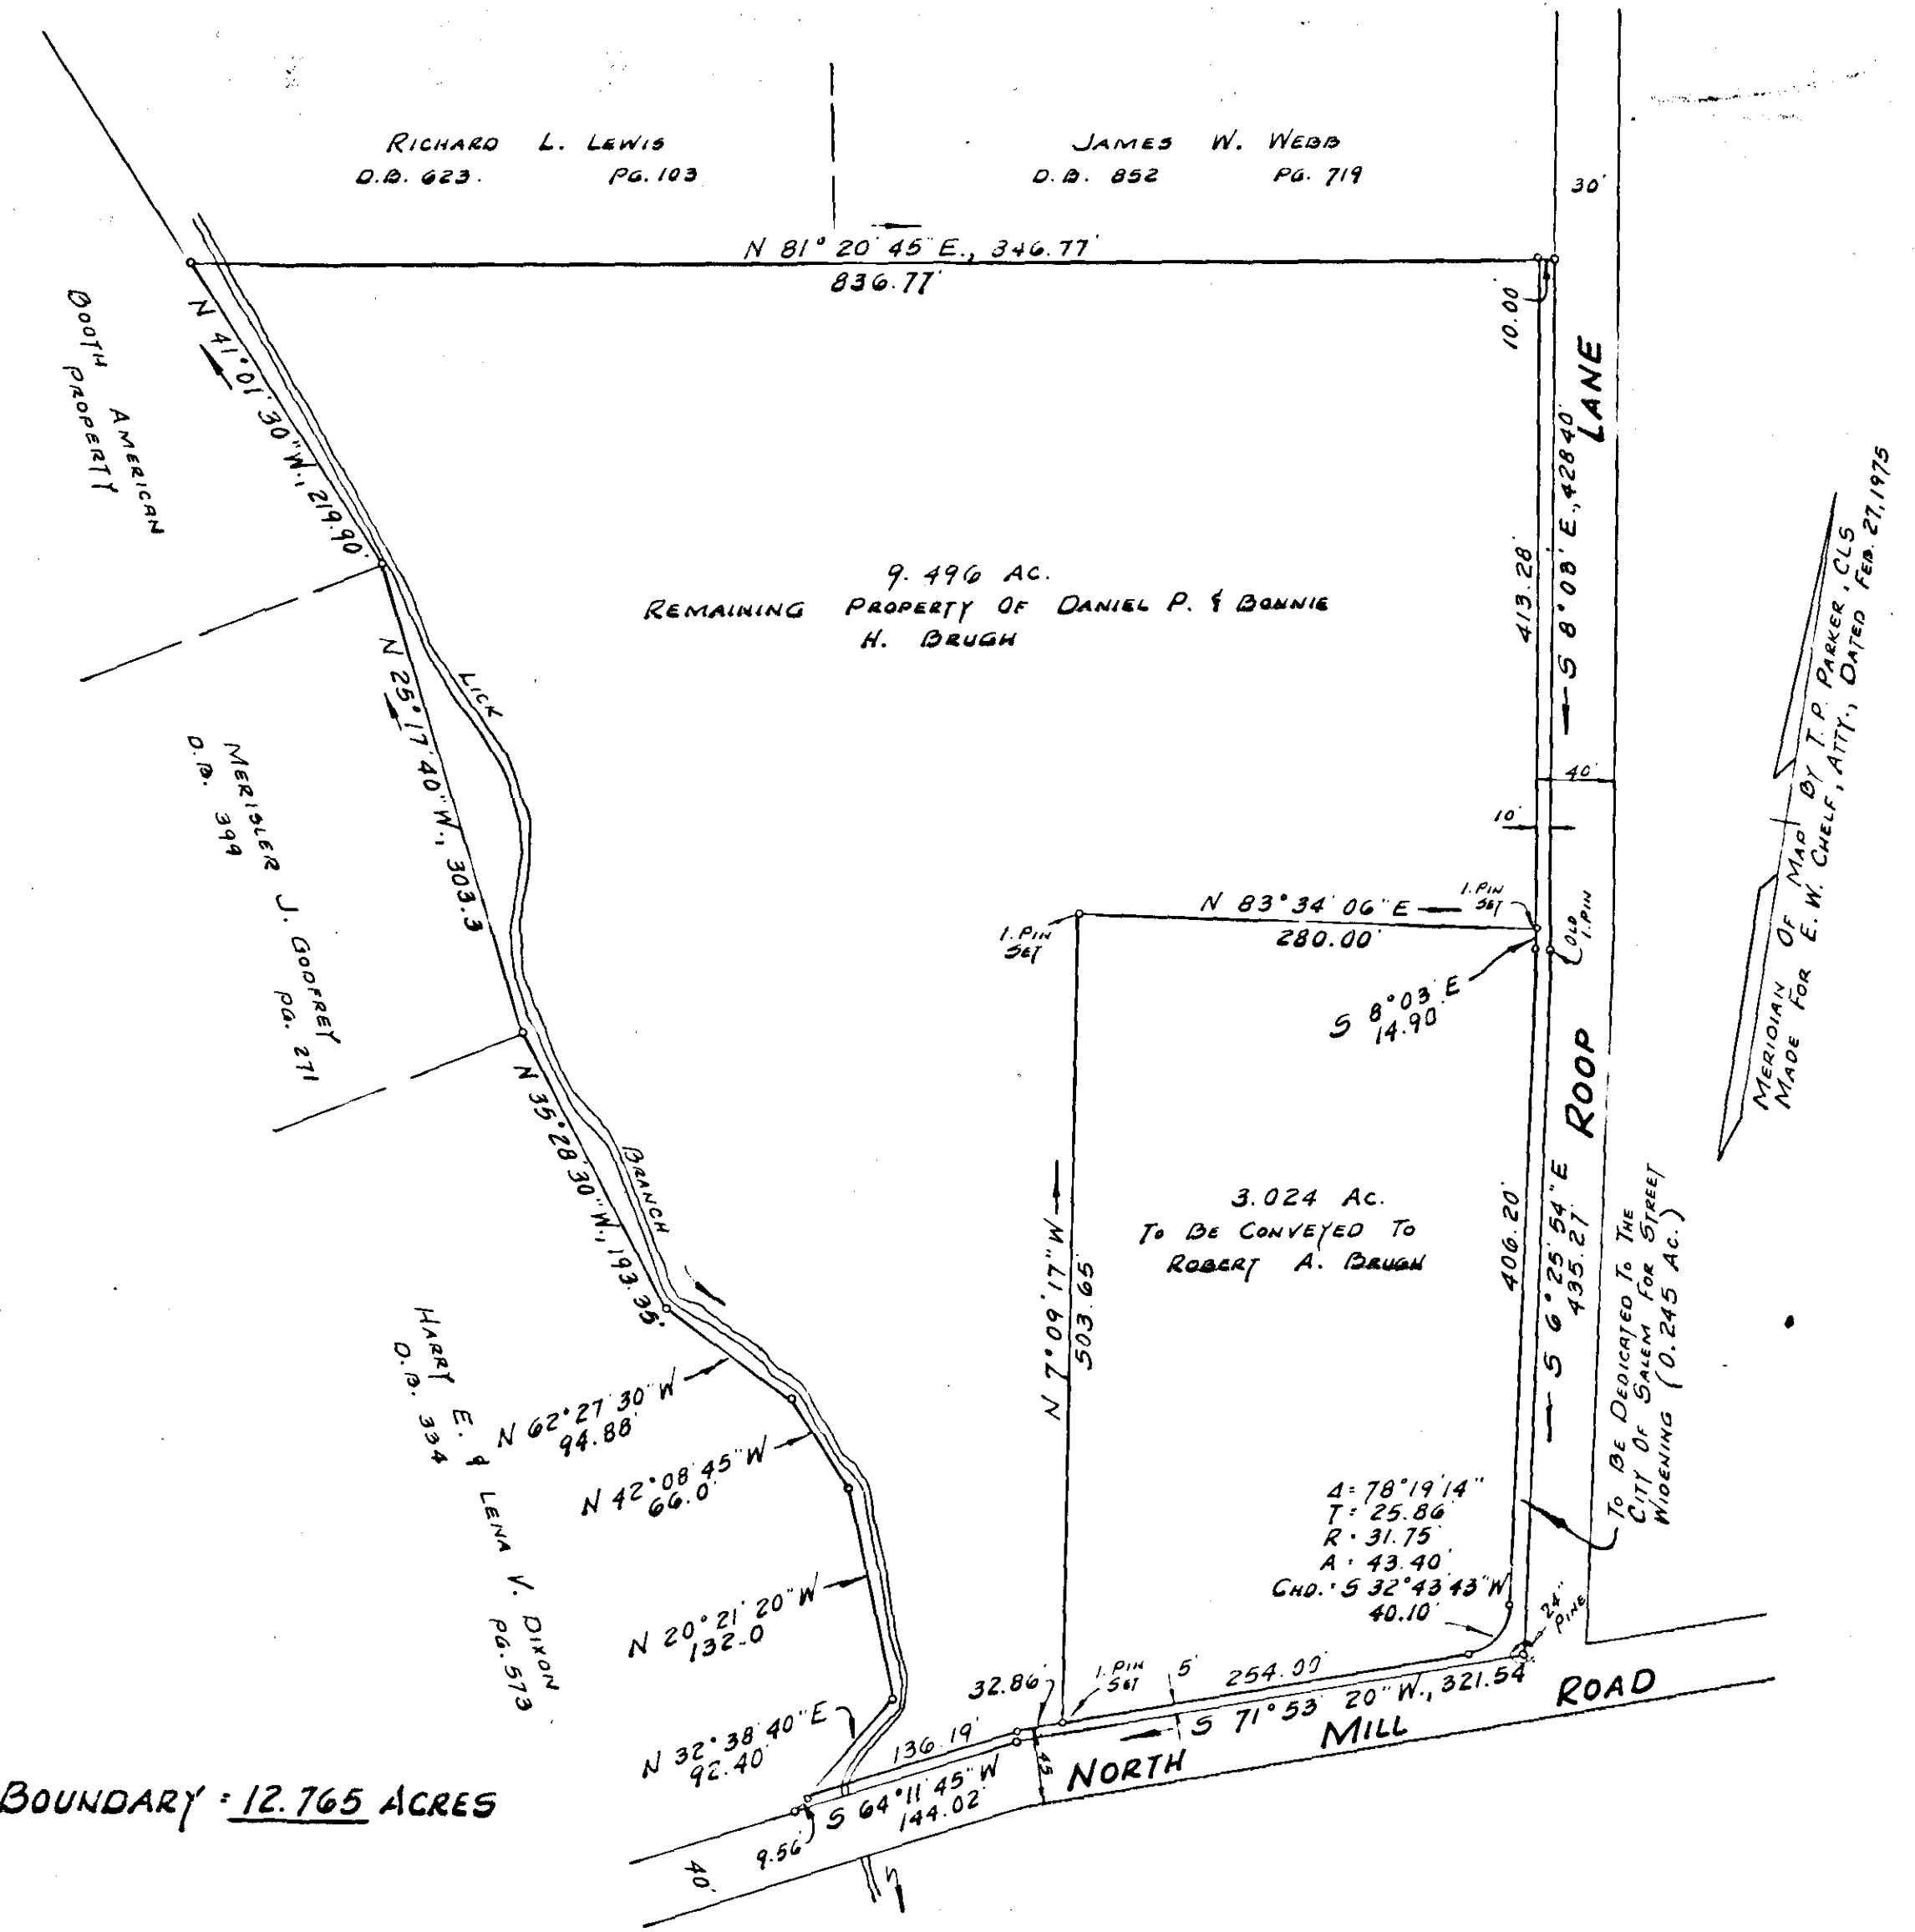 RICHARD L. LEWIS
D.B. 623. PG. 103
JAMES W. WEBB
D.B. 852 PG. 719
30'
N 81° 20' 45" E., 846.77'
836.77'
10.00'
BOOTH AMERICAN
PROPERTY
N 41°01'30"W., 219.90'
LANE
S 8°03' E., 428.40'
413.28'
9.496 AC.
REMAINING PROPERTY OF DANIEL P. & BONNIE
H. BRUGH
MERIDIAN OF MAP BY T. P. PARKER, CLS
MADE FOR E. W. CHELF, ATTY., DATED FEB. 27, 1975
N 25°17'40"W., 303.3
LICK
MERISLER J. GODFREY
D.B. 399 PG. 271
40'
10'
N 83°34'06"E
280.00'
I. PIN
SET
I. PIN
SET
OLD
I. PIN
S 8°03' E
14.90'
ROOP
N 35°28'30"W., 193.35'
BRANCH
3.024 AC.
TO BE CONVEYED TO
ROBERT A. BRUGH
N 7°09'17"W
503.65'
406.20'
S 6°25'54"E
435.27'
TO BE DEDICATED TO THE
CITY OF SALEM FOR STREET
WIDENING (0.245 AC.)
HARRY E. & LENA V. DIXON
D.B. 334 PG. 573
N 62°27'30"W
94.88'
N 42°08'45"W
66.0'
N 20°21'20"W
132.0
N 32°38'40"E
92.40'
Δ= 78°19'14"
T= 25.86'
R= 31.75'
A= 43.40'
CHD.= S 32°43'43"W
40.10'
24"
PINE
32.86'
I. PIN
SET
5'
254.00'
S 71°53'20"W., 321.54'
136.19'
S 64°11'45"W
144.02'
45'
NORTH MILL ROAD
9.56'
40'
BOUNDARY = 12.765 ACRES